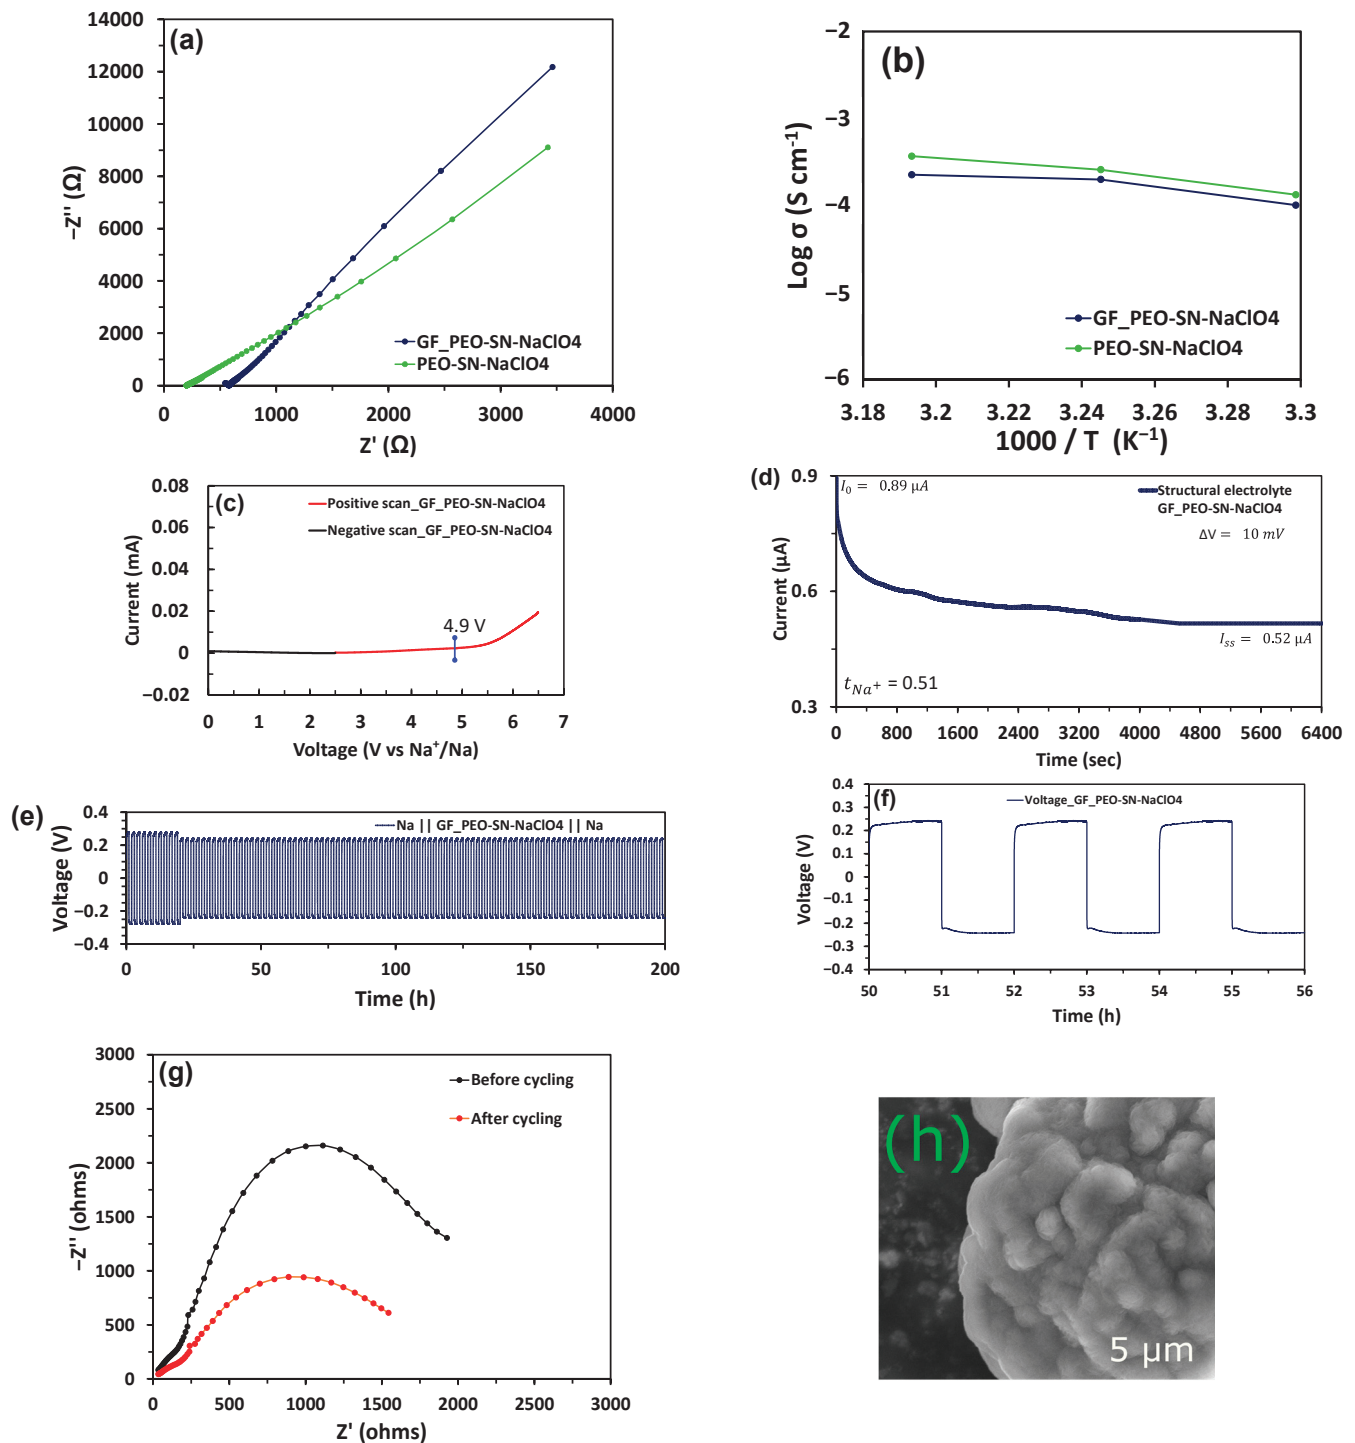 (a)
14000
12000
10000
8000
6000
4000
2000
0
−Z'' (Ω)
GF_PEO-SN-NaClO4
PEO-SN-NaClO4
0 1000 2000 3000 4000
Z' (Ω)
(b)
−2
−3
−4
−5
−6
Log σ (S cm⁻¹)
GF_PEO-SN-NaClO4
PEO-SN-NaClO4
3.18 3.2 3.22 3.24 3.26 3.28 3.3
1000 / T (K⁻¹)
(c)
0.08
0.06
0.04
0.02
0
−0.02
Current (mA)
Positive scan_GF_PEO-SN-NaClO4
Negative scan_GF_PEO-SN-NaClO4
4.9 V
0 1 2 3 4 5 6 7
Voltage (V vs Na⁺/Na)
(d)
0.9
0.6
0.3
Current (μA)
I₀ = 0.89 μA
Structural electrolyte
GF_PEO-SN-NaClO4
ΔV = 10 mV
I_ss = 0.52 μA
t_Na⁺ = 0.51
0 800 1600 2400 3200 4000 4800 5600 6400
Time (sec)
(e)
0.4
0.2
0
−0.2
−0.4
Voltage (V)
Na || GF_PEO-SN-NaClO4 || Na
0 50 100 150 200
Time (h)
(f)
0.4
0.3
0.2
0.1
0
−0.1
−0.2
−0.3
−0.4
Voltage (V)
Voltage_GF_PEO-SN-NaClO4
50 51 52 53 54 55 56
Time (h)
(g)
3000
2500
2000
1500
1000
500
0
−Z'' (ohms)
Before cycling
After cycling
0 500 1000 1500 2000 2500 3000
Z' (ohms)
(h)
5 μm